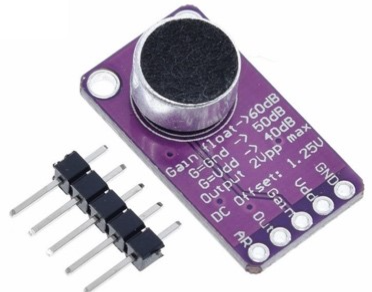 Gain float->60dB
G=Gnd -> 50dB
G=Vdd -> 40dB
Output 2Vpp max
DC Offset: 1.25V
AR
Out
Gain
Vdd
GND